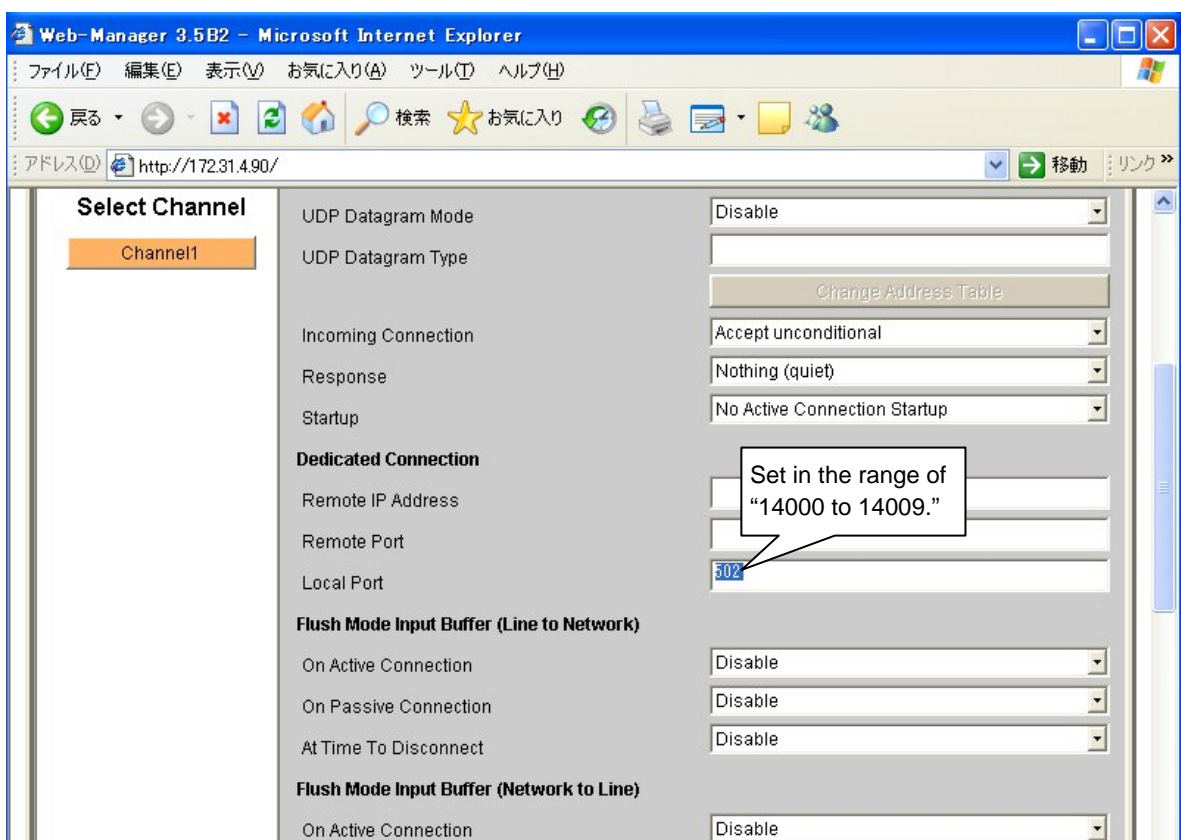 Web-Manager 3.5B2 - Microsoft Internet Explorer
ファイル(F) 編集(E) 表示(V) お気に入り(A) ツール(T) ヘルプ(H)
戻る 検索 お気に入り
アドレス(D) http://172.31.4.90/ 移動 リンク »
Select Channel
Channel1
UDP Datagram Mode Disable
UDP Datagram Type
Change Address Table
Incoming Connection Accept unconditional
Response Nothing (quiet)
Startup No Active Connection Startup
Dedicated Connection
Set in the range of
“14000 to 14009.”
Remote IP Address
Remote Port
Local Port 502
Flush Mode Input Buffer (Line to Network)
On Active Connection Disable
On Passive Connection Disable
At Time To Disconnect Disable
Flush Mode Input Buffer (Network to Line)
On Active Connection Disable